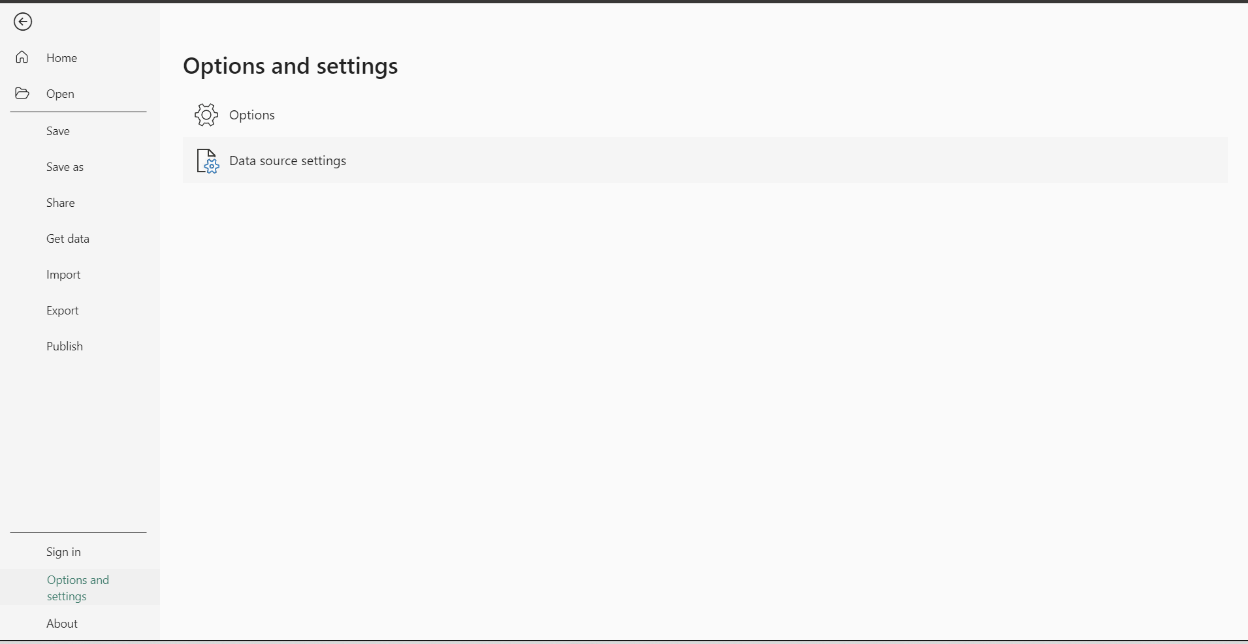 Home
Open
Save
Save as
Share
Get data
Import
Export
Publish
Sign in
Options and
settings
About
Options and settings
Options
Data source settings